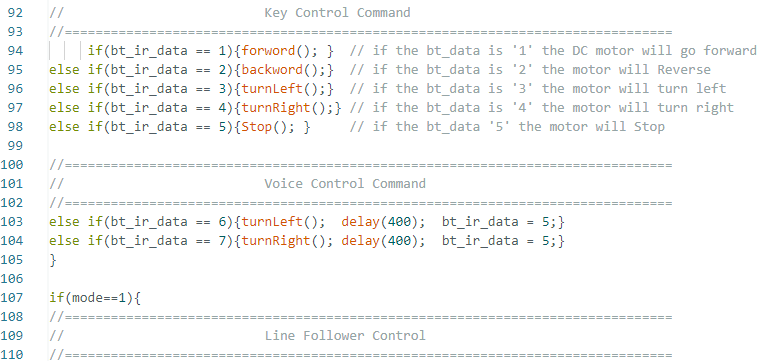 92 //                          Key Control Command
93 //===============================================================================
94      if(bt_ir_data == 1){forword(); }  // if the bt_data is '1' the DC motor will go forward
95 else if(bt_ir_data == 2){backword();}  // if the bt_data is '2' the motor will Reverse
96 else if(bt_ir_data == 3){turnLeft();}  // if the bt_data is '3' the motor will turn left
97 else if(bt_ir_data == 4){turnRight();} // if the bt_data is '4' the motor will turn right
98 else if(bt_ir_data == 5){Stop(); }     // if the bt_data '5' the motor will Stop
99
100 //===============================================================================
101 //                          Voice Control Command
102 //===============================================================================
103 else if(bt_ir_data == 6){turnLeft();  delay(400);  bt_ir_data = 5;}
104 else if(bt_ir_data == 7){turnRight(); delay(400);  bt_ir_data = 5;}
105 }
106
107 if(mode==1){
108 //===============================================================================
109 //                          Line Follower Control
110 //===============================================================================